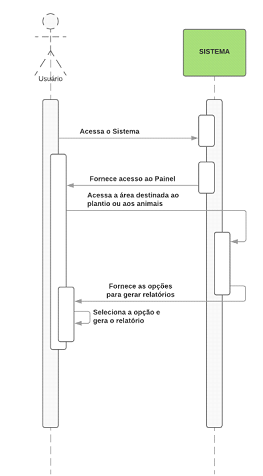 SISTEMA
Usuário
Acessa o Sistema
Fornece acesso ao Painel
Acessa a área destinada ao
plantio ou aos animais
Fornece as opções
para gerar relatórios
Seleciona a opção e
gera o relatório